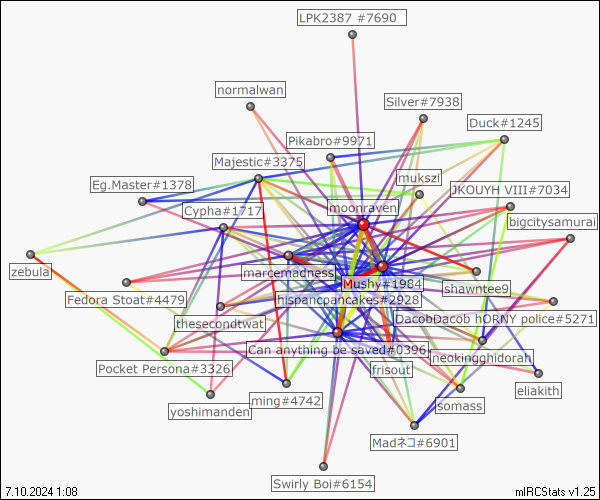 LPK2387 #7690
normalwan
Silver#7938
Duck#1245
Pikabro#9971
Majestic#3375
mukszi
Eg.Master#1378
JKOUYH VIII#7034
moonraven
Cypha#1717
bigcitysamurai
zebula
marcemadness
Mushy#1984
shawntee9
Fedora Stoat#4479
hispancpancakes#2928
thesecondtwat
DacobDacob hORNY police#5271
Can anything be saved#0396
neokingghidorah
Pocket Persona#3326
frisout
eliakith
ming#4742
somass
yoshimanden
Madネコ#6901
Swirly Boi#6154
7.10.2024 1:08
mIRCStats v1.25